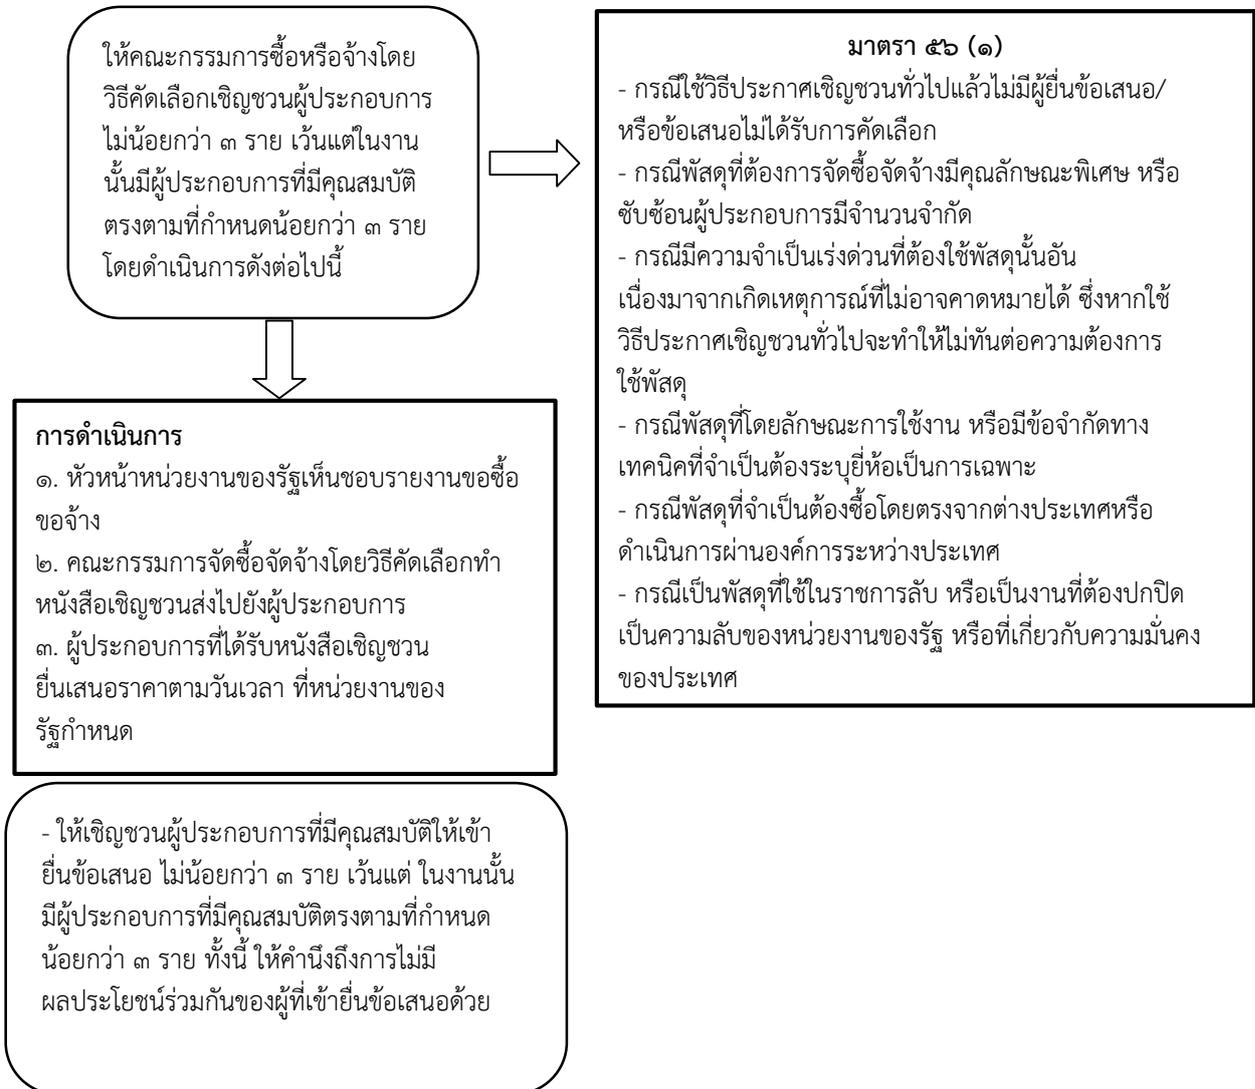 ให้คณะกรรมการซื้อหรือจ้างโดย
วิธีคัดเลือกเชิญชวนผู้ประกอบการ
ไม่น้อยกว่า ๓ ราย เว้นแต่ในงาน
นั้นมีผู้ประกอบการที่มีคุณสมบัติ
ตรงตามที่กำหนดน้อยกว่า ๓ ราย
โดยดำเนินการดังต่อไปนี้
มาตรา ๕๖ (๑)
- กรณีใช้วิธีประกาศเชิญชวนทั่วไปแล้วไม่มีผู้ยื่นข้อเสนอ/
หรือข้อเสนอไม่ได้รับการคัดเลือก
- กรณีพัสดุที่ต้องการจัดซื้อจัดจ้างมีคุณลักษณะพิเศษ หรือ
ซับซ้อนผู้ประกอบการมีจำนวนจำกัด
- กรณีมีความจำเป็นเร่งด่วนที่ต้องใช้พัสดุนั้นอัน
เนื่องมาจากเกิดเหตุการณ์ที่ไม่อาจคาดหมายได้ ซึ่งหากใช้
วิธีประกาศเชิญชวนทั่วไปจะทำให้ไม่ทันต่อความต้องการ
ใช้พัสดุ
- กรณีพัสดุที่โดยลักษณะการใช้งาน หรือมีข้อจำกัดทาง
เทคนิคที่จำเป็นต้องระบุยี่ห้อเป็นการเฉพาะ
- กรณีพัสดุที่จำเป็นต้องซื้อโดยตรงจากต่างประเทศหรือ
ดำเนินการผ่านองค์การระหว่างประเทศ
- กรณีเป็นพัสดุที่ใช้ในราชการลับ หรือเป็นงานที่ต้องปกปิด
เป็นความลับของหน่วยงานของรัฐ หรือที่เกี่ยวกับความมั่นคง
ของประเทศ
การดำเนินการ
๑. หัวหน้าหน่วยงานของรัฐเห็นชอบรายงานขอซื้อ
ขอจ้าง
๒. คณะกรรมการจัดซื้อจัดจ้างโดยวิธีคัดเลือกทำ
หนังสือเชิญชวนส่งไปยังผู้ประกอบการ
๓. ผู้ประกอบการที่ได้รับหนังสือเชิญชวน
ยื่นเสนอราคาตามวันเวลา ที่หน่วยงานของ
รัฐกำหนด
- ให้เชิญชวนผู้ประกอบการที่มีคุณสมบัติให้เข้า
ยื่นข้อเสนอ ไม่น้อยกว่า ๓ ราย เว้นแต่ ในงานนั้น
มีผู้ประกอบการที่มีคุณสมบัติตรงตามที่กำหนด
น้อยกว่า ๓ ราย ทั้งนี้ ให้คำนึงถึงการไม่มี
ผลประโยชน์ร่วมกันของผู้ที่เข้ายื่นข้อเสนอด้วย